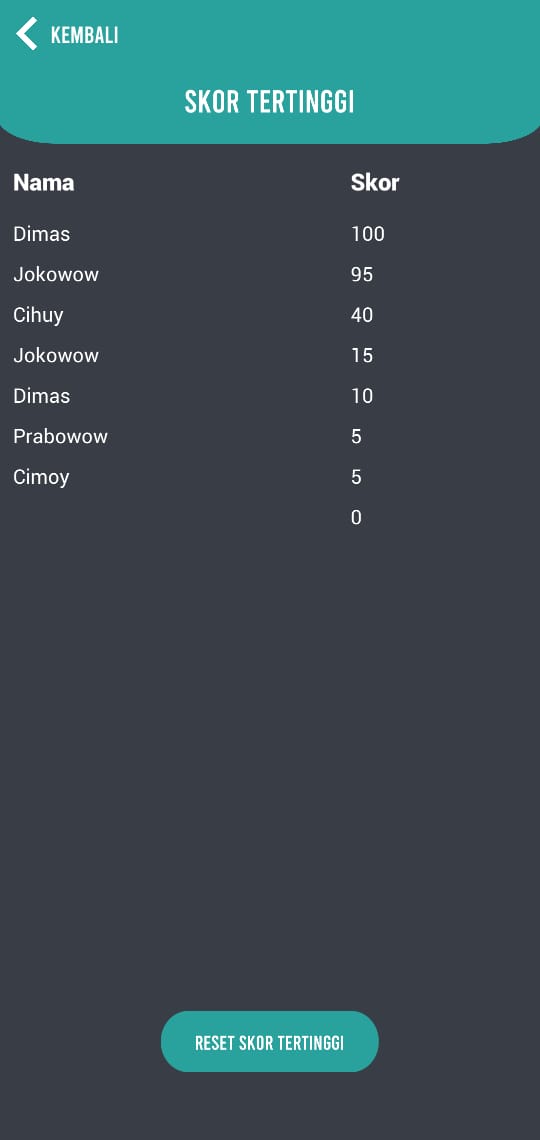 KEMBALI
SKOR TERTINGGI
Nama Skor
Dimas 100
Jokowow 95
Cihuy 40
Jokowow 15
Dimas 10
Prabowow 5
Cimoy 5
0
RESET SKOR TERTINGGI